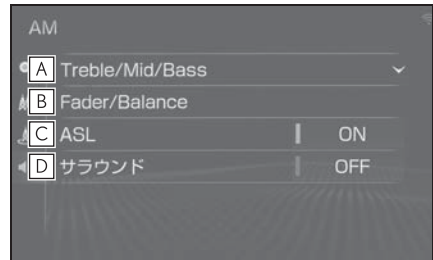 AM
A Treble/Mid/Bass
B Fader/Balance
C ASL ON
D サラウンド OFF